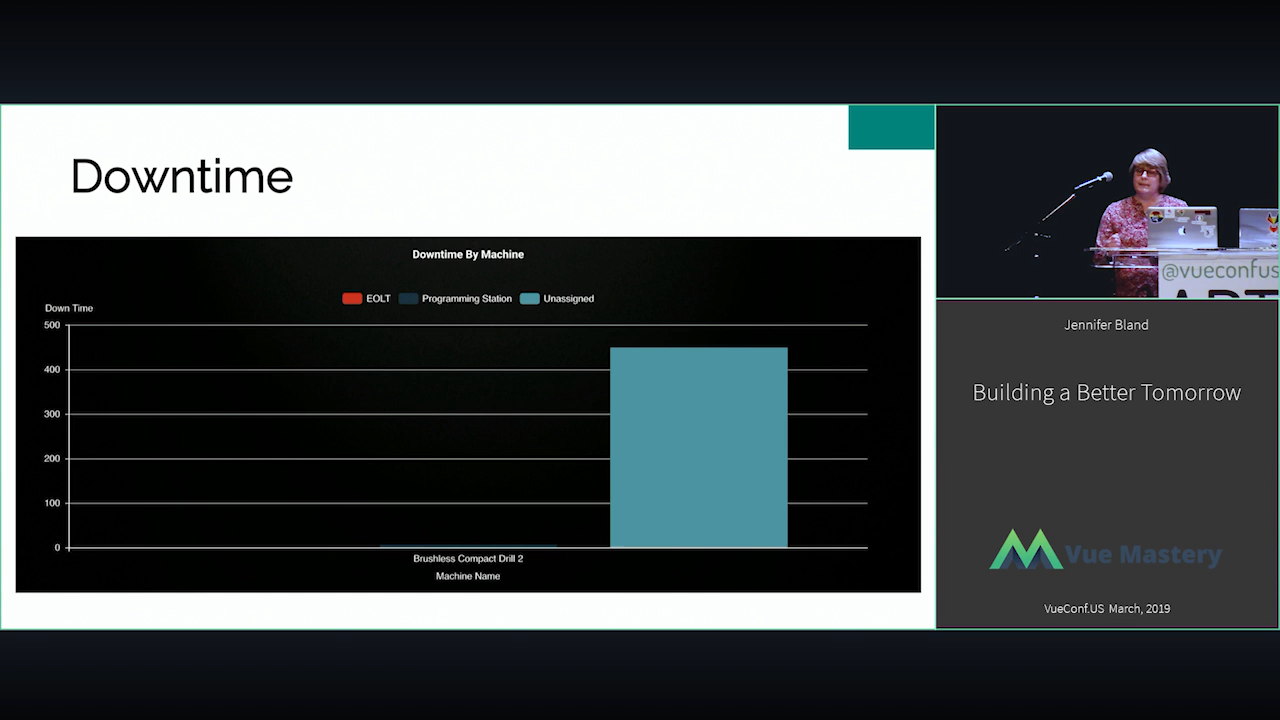 Downtime
Downtime By Machine
EOLT Programming Station Unassigned
Down Time
500
400
300
200
100
0
Brushless Compact Drill 2
Machine Name
@vueconfus
Jennifer Bland
Building a Better Tomorrow
Vue Mastery
VueConf.US March, 2019